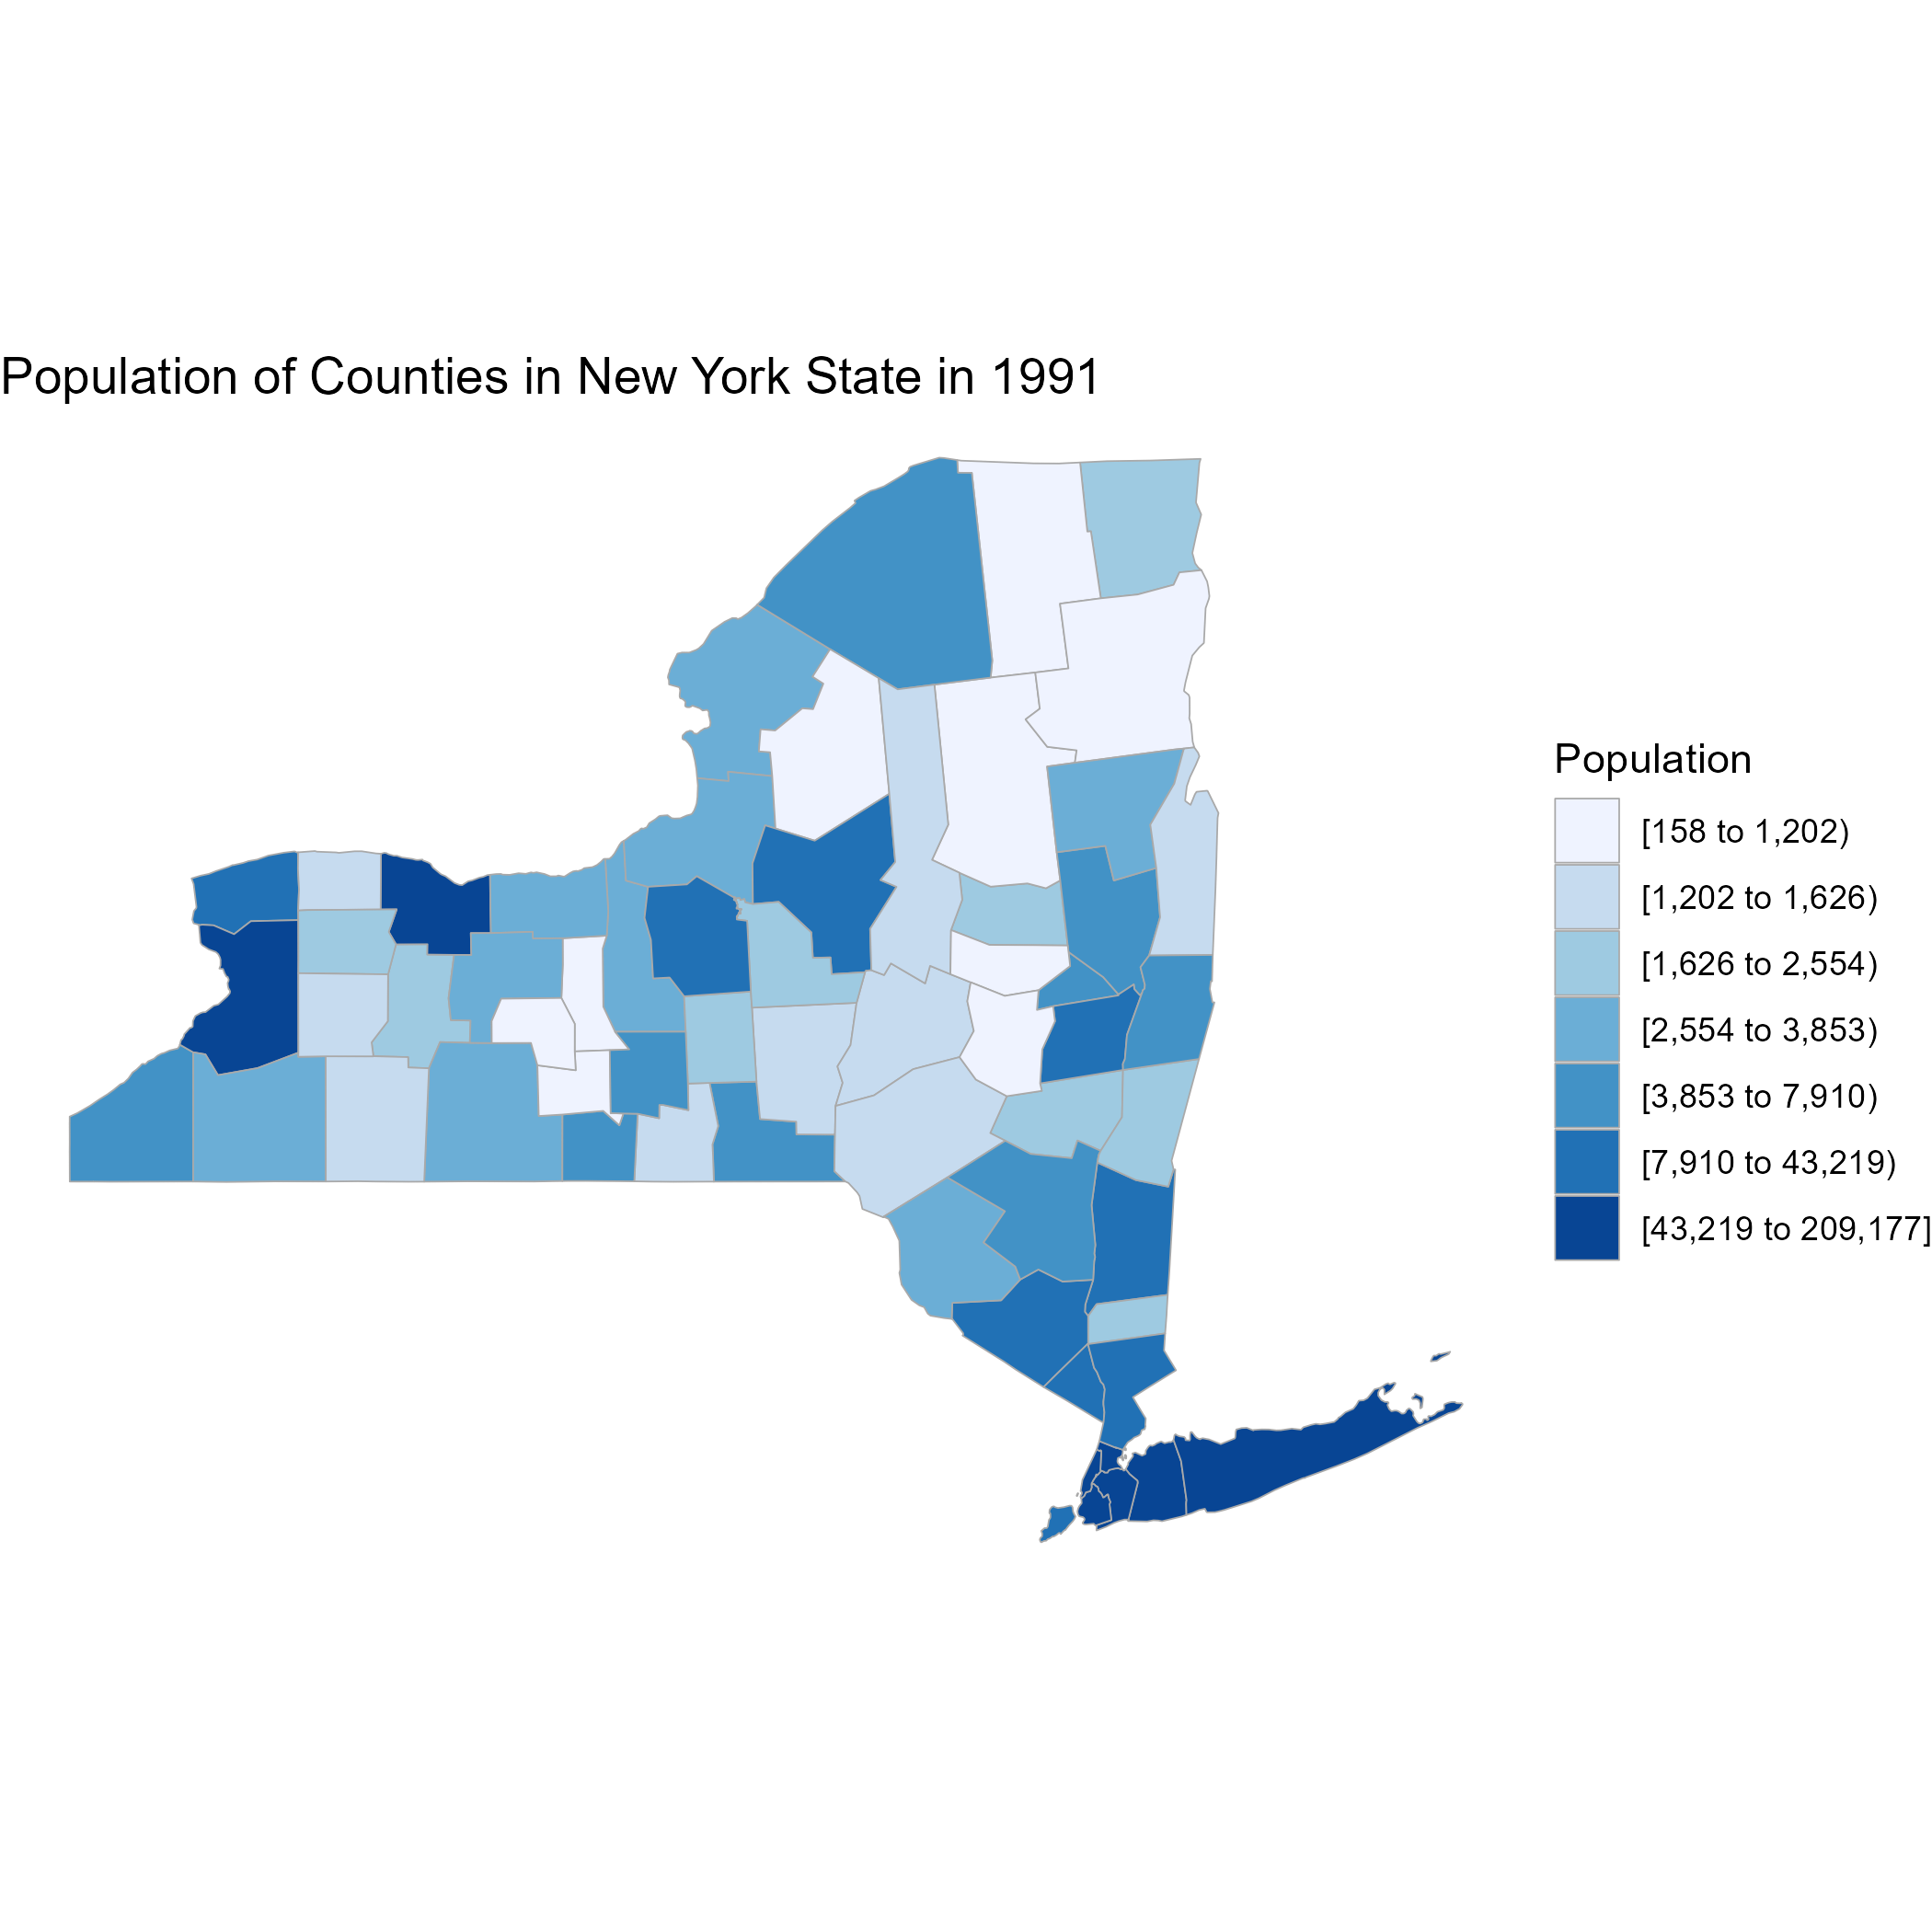 Population of Counties in New York State in 1991
Population
[158 to 1,202)
[1,202 to 1,626)
[1,626 to 2,554)
[2,554 to 3,853)
[3,853 to 7,910)
[7,910 to 43,219)
[43,219 to 209,177]